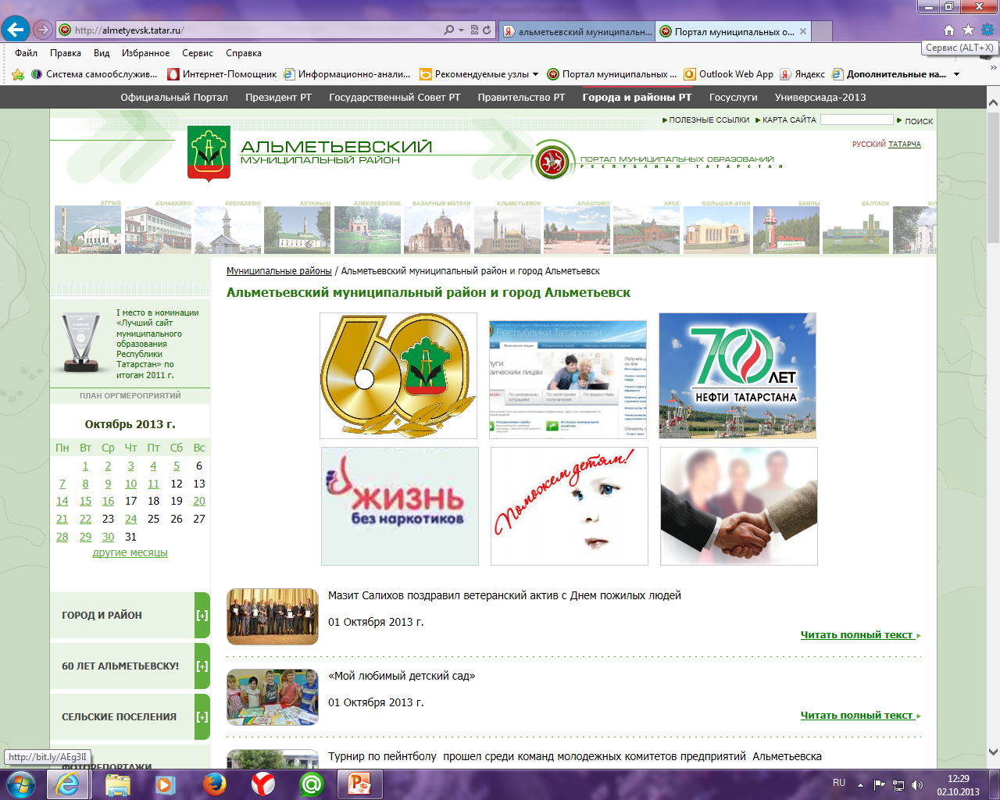 http://almetyevsk.tatar.ru/
альметьевский муниципальн...
Портал муниципальных о...
Сервис (ALT+X)
Файл Правка Вид Избранное Сервис Справка
Система самообслужив... Интернет-Помощник Информационно-анали... Рекомендуемые узлы Портал муниципальных ... Outlook Web App Яндекс Дополнительные на...
Официальный Портал Президент РТ Государственный Совет РТ Правительство РТ Города и районы РТ Госуслуги Универсиада-2013
ПОЛЕЗНЫЕ ССЫЛКИ КАРТА САЙТА ПОИСК
РУССКИЙ ТАТАРЧА
АЛЬМЕТЬЕВСКИЙ
МУНИЦИПАЛЬНЫЙ РАЙОН
ПОРТАЛ МУНИЦИПАЛЬНЫХ ОБРАЗОВАНИЙ
РЕСПУБЛИКИ ТАТАРСТАН
АГРЫЗ АЗНАКАЕВО АКСУБАЕВО АКТАНЫШ АЛЕКСЕЕВСКОЕ БАЗАРНЫЕ МАТАКИ АЛЬМЕТЬЕВСК АПАСТОВО АРСК БОЛЬШАЯ АТНЯ БАВЛЫ БАЛТАСИ
Муниципальные районы / Альметьевский муниципальный район и город Альметьевск
Альметьевский муниципальный район и город Альметьевск
I место в номинации
«Лучший сайт
муниципального
образования
Республики
Татарстан» по
итогам 2011 г.
ПЛАН ОРГМЕРОПРИЯТИЙ
Октябрь 2013 г.
Пн Вт Ср Чт Пт Сб Вс
1 2 3 4 5 6
7 8 9 10 11 12 13
14 15 16 17 18 19 20
21 22 23 24 25 26 27
28 29 30 31
другие месяцы
ГОРОД И РАЙОН [+]
60 ЛЕТ АЛЬМЕТЬЕВСКУ! [+]
СЕЛЬСКИЕ ПОСЕЛЕНИЯ [+]
ФОТОРЕПОРТАЖИ
60
Республики Татарстан
70 ЛЕТ
НЕФТИ ТАТАРСТАНА
ЖИЗНЬ
без наркотиков
Поможем детям!
Мазит Салихов поздравил ветеранский актив с Днем пожилых людей
01 Октября 2013 г.
Читать полный текст
«Мой любимый детский сад»
01 Октября 2013 г.
Читать полный текст
Турнир по пейнтболу прошел среди команд молодежных комитетов предприятий Альметьевска
http://bit.ly/AEg3lI
RU
12:29
02.10.2013